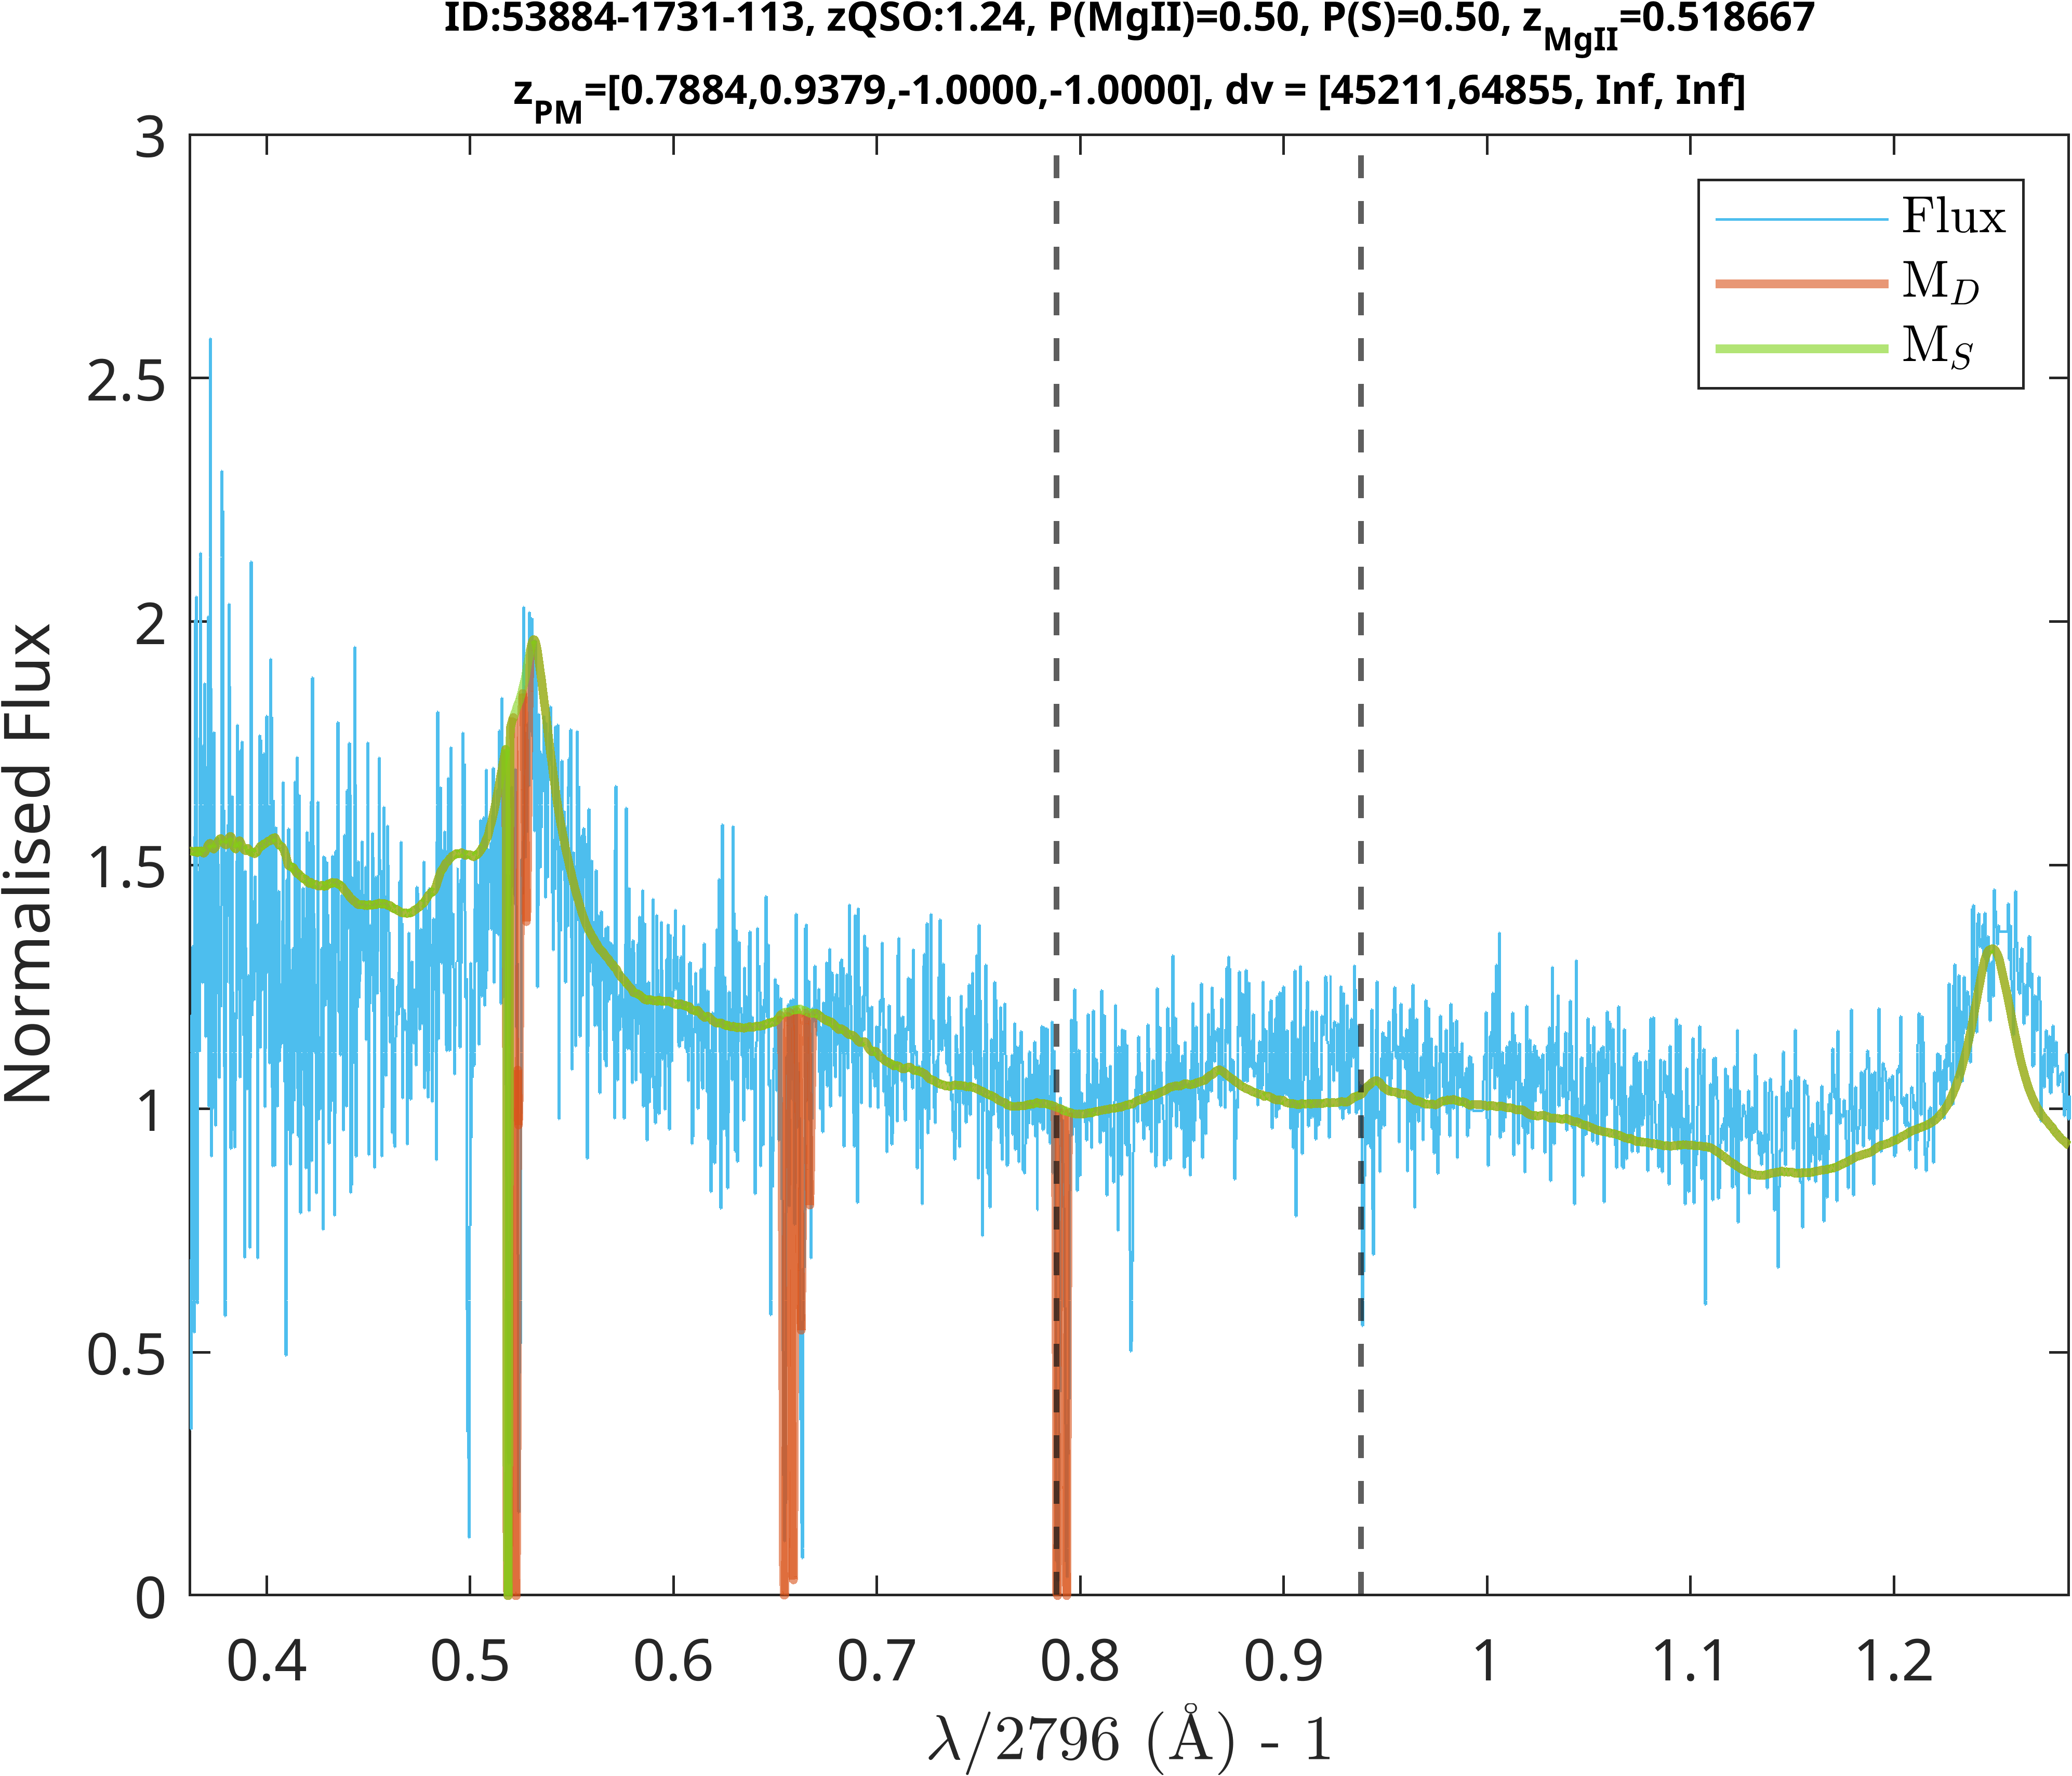 ID:53884-1731-113, zQSO:1.24, P(MgII)=0.50, P(S)=0.50, zMgII=0.518667
zPM=[0.7884,0.9379,-1.0000,-1.0000], dv = [45211,64855, Inf, Inf]
3
2.5
2
1.5
1
0.5
0
Normalised Flux
Flux
MD
MS
0.4 0.5 0.6 0.7 0.8 0.9 1 1.1 1.2
λ/2796 (Å) - 1